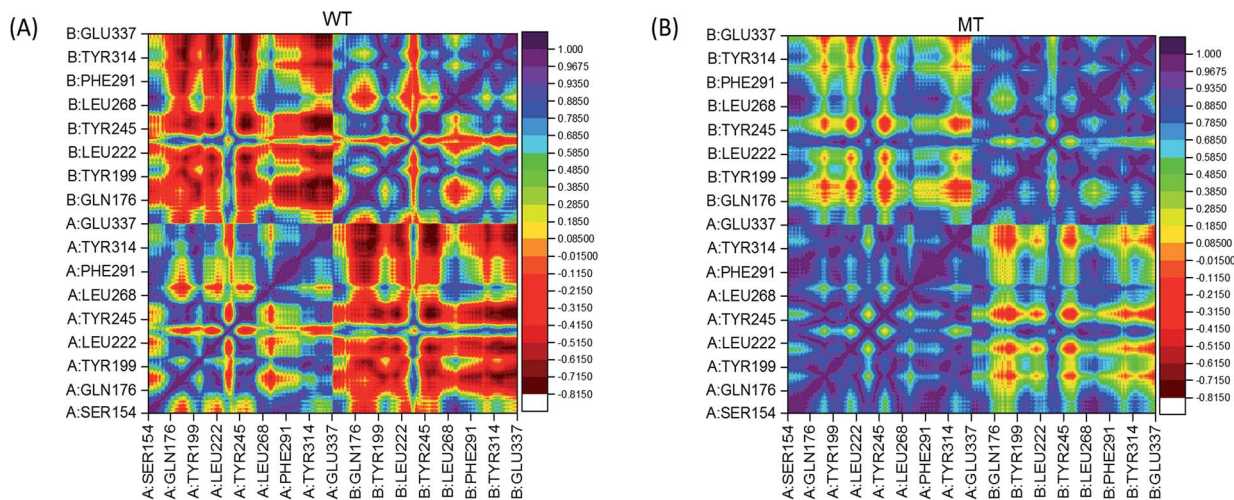 (A)
WT
B:GLU337
B:TYR314
B:PHE291
B:LEU268
B:TYR245
B:LEU222
B:TYR199
B:GLN176
A:GLU337
A:TYR314
A:PHE291
A:LEU268
A:TYR245
A:LEU222
A:TYR199
A:GLN176
A:SER154
A:SER154
A:GLN176
A:TYR199
A:LEU222
A:TYR245
A:LEU268
A:PHE291
A:TYR314
A:GLU337
B:GLN176
B:TYR199
B:LEU222
B:TYR245
B:LEU268
B:PHE291
B:TYR314
B:GLU337
1.000
0.9675
0.8850
0.7850
0.6850
0.5850
0.4850
0.3850
0.2850
0.1850
0.08500
-0.01500
-0.1150
-0.2150
-0.3150
-0.4150
-0.5150
-0.6150
-0.7150
-0.8150
(B)
MT
B:GLU337
B:TYR314
B:PHE291
B:LEU268
B:TYR245
B:LEU222
B:TYR199
B:GLN176
A:GLU337
A:TYR314
A:PHE291
A:LEU268
A:TYR245
A:LEU222
A:TYR199
A:GLN176
A:SER154
A:SER154
A:GLN176
A:TYR199
A:LEU222
A:TYR245
A:LEU268
A:PHE291
A:TYR314
A:GLU337
B:GLN176
B:TYR199
B:LEU222
B:TYR245
B:LEU268
B:PHE291
B:TYR314
B:GLU337
1.000
0.9675
0.8850
0.7850
0.6850
0.5850
0.4850
0.3850
0.2850
0.1850
0.08500
-0.01500
-0.1150
-0.2150
-0.3150
-0.4150
-0.5150
-0.6150
-0.7150
-0.8150